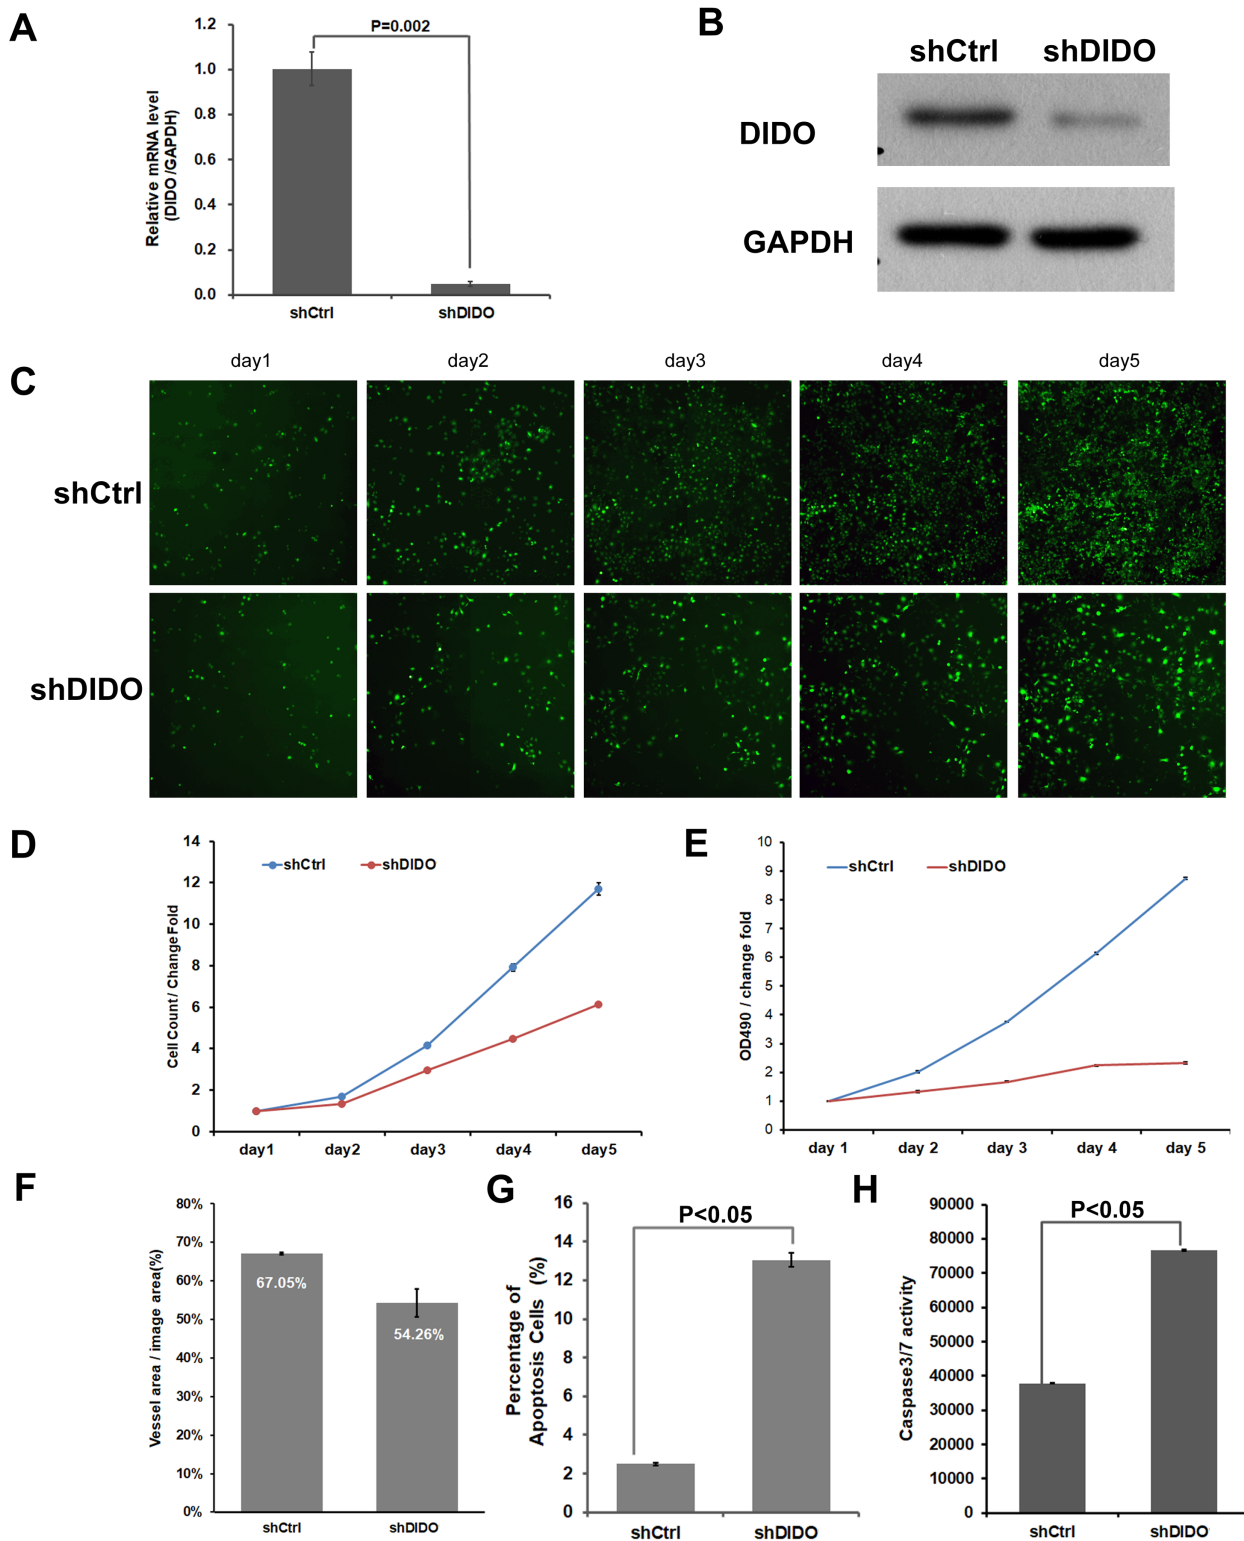 A
1.2
1.0
0.8
0.6
0.4
0.2
0.0
Relative mRNA level
(DIDO/GAPDH)
P=0.002
shCtrl
shDIDO
B
shCtrl shDIDO
DIDO
GAPDH
C
day1 day2 day3 day4 day5
shCtrl
shDIDO
D
14
12
10
8
6
4
2
0
Cell Count / Change Fold
shCtrl shDIDO
day1 day2 day3 day4 day5
E
10
9
8
7
6
5
4
3
2
1
0
OD490 / change fold
shCtrl shDIDO
day 1 day 2 day 3 day 4 day 5
F
80%
70%
60%
50%
40%
30%
20%
10%
0%
Vessel area / image area(%)
67.05%
54.26%
shCtrl shDIDO
G
16
14
12
10
8
6
4
2
0
Percentage of
Apoptosis Cells (%)
P<0.05
shCtrl shDIDO
H
90000
80000
70000
60000
50000
40000
30000
20000
10000
0
Caspase3/7 activity
P<0.05
shCtrl shDIDO